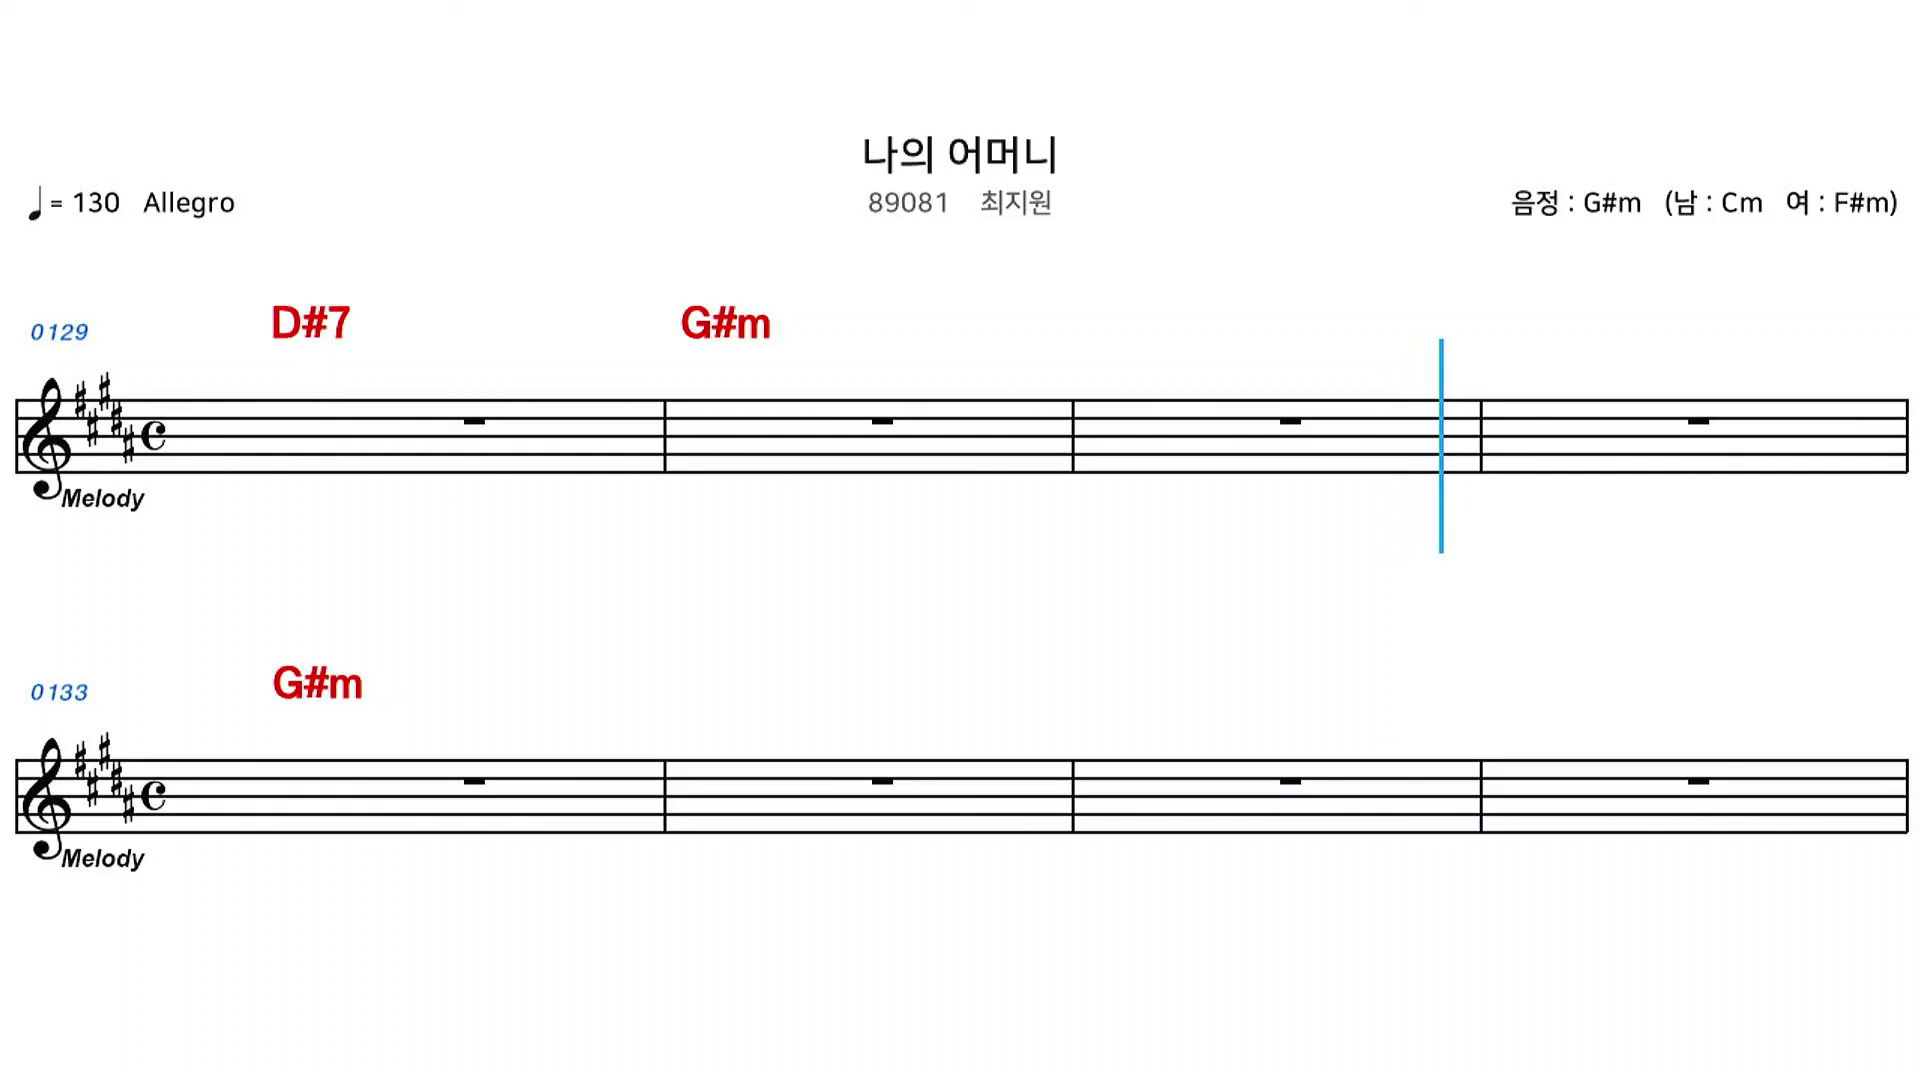 나의 어머니
♩ = 130 Allegro
89081 최지원
음정 : G#m (남 : Cm 여 : F#m)
0129
D#7 G#m
Melody
0133
G#m
Melody